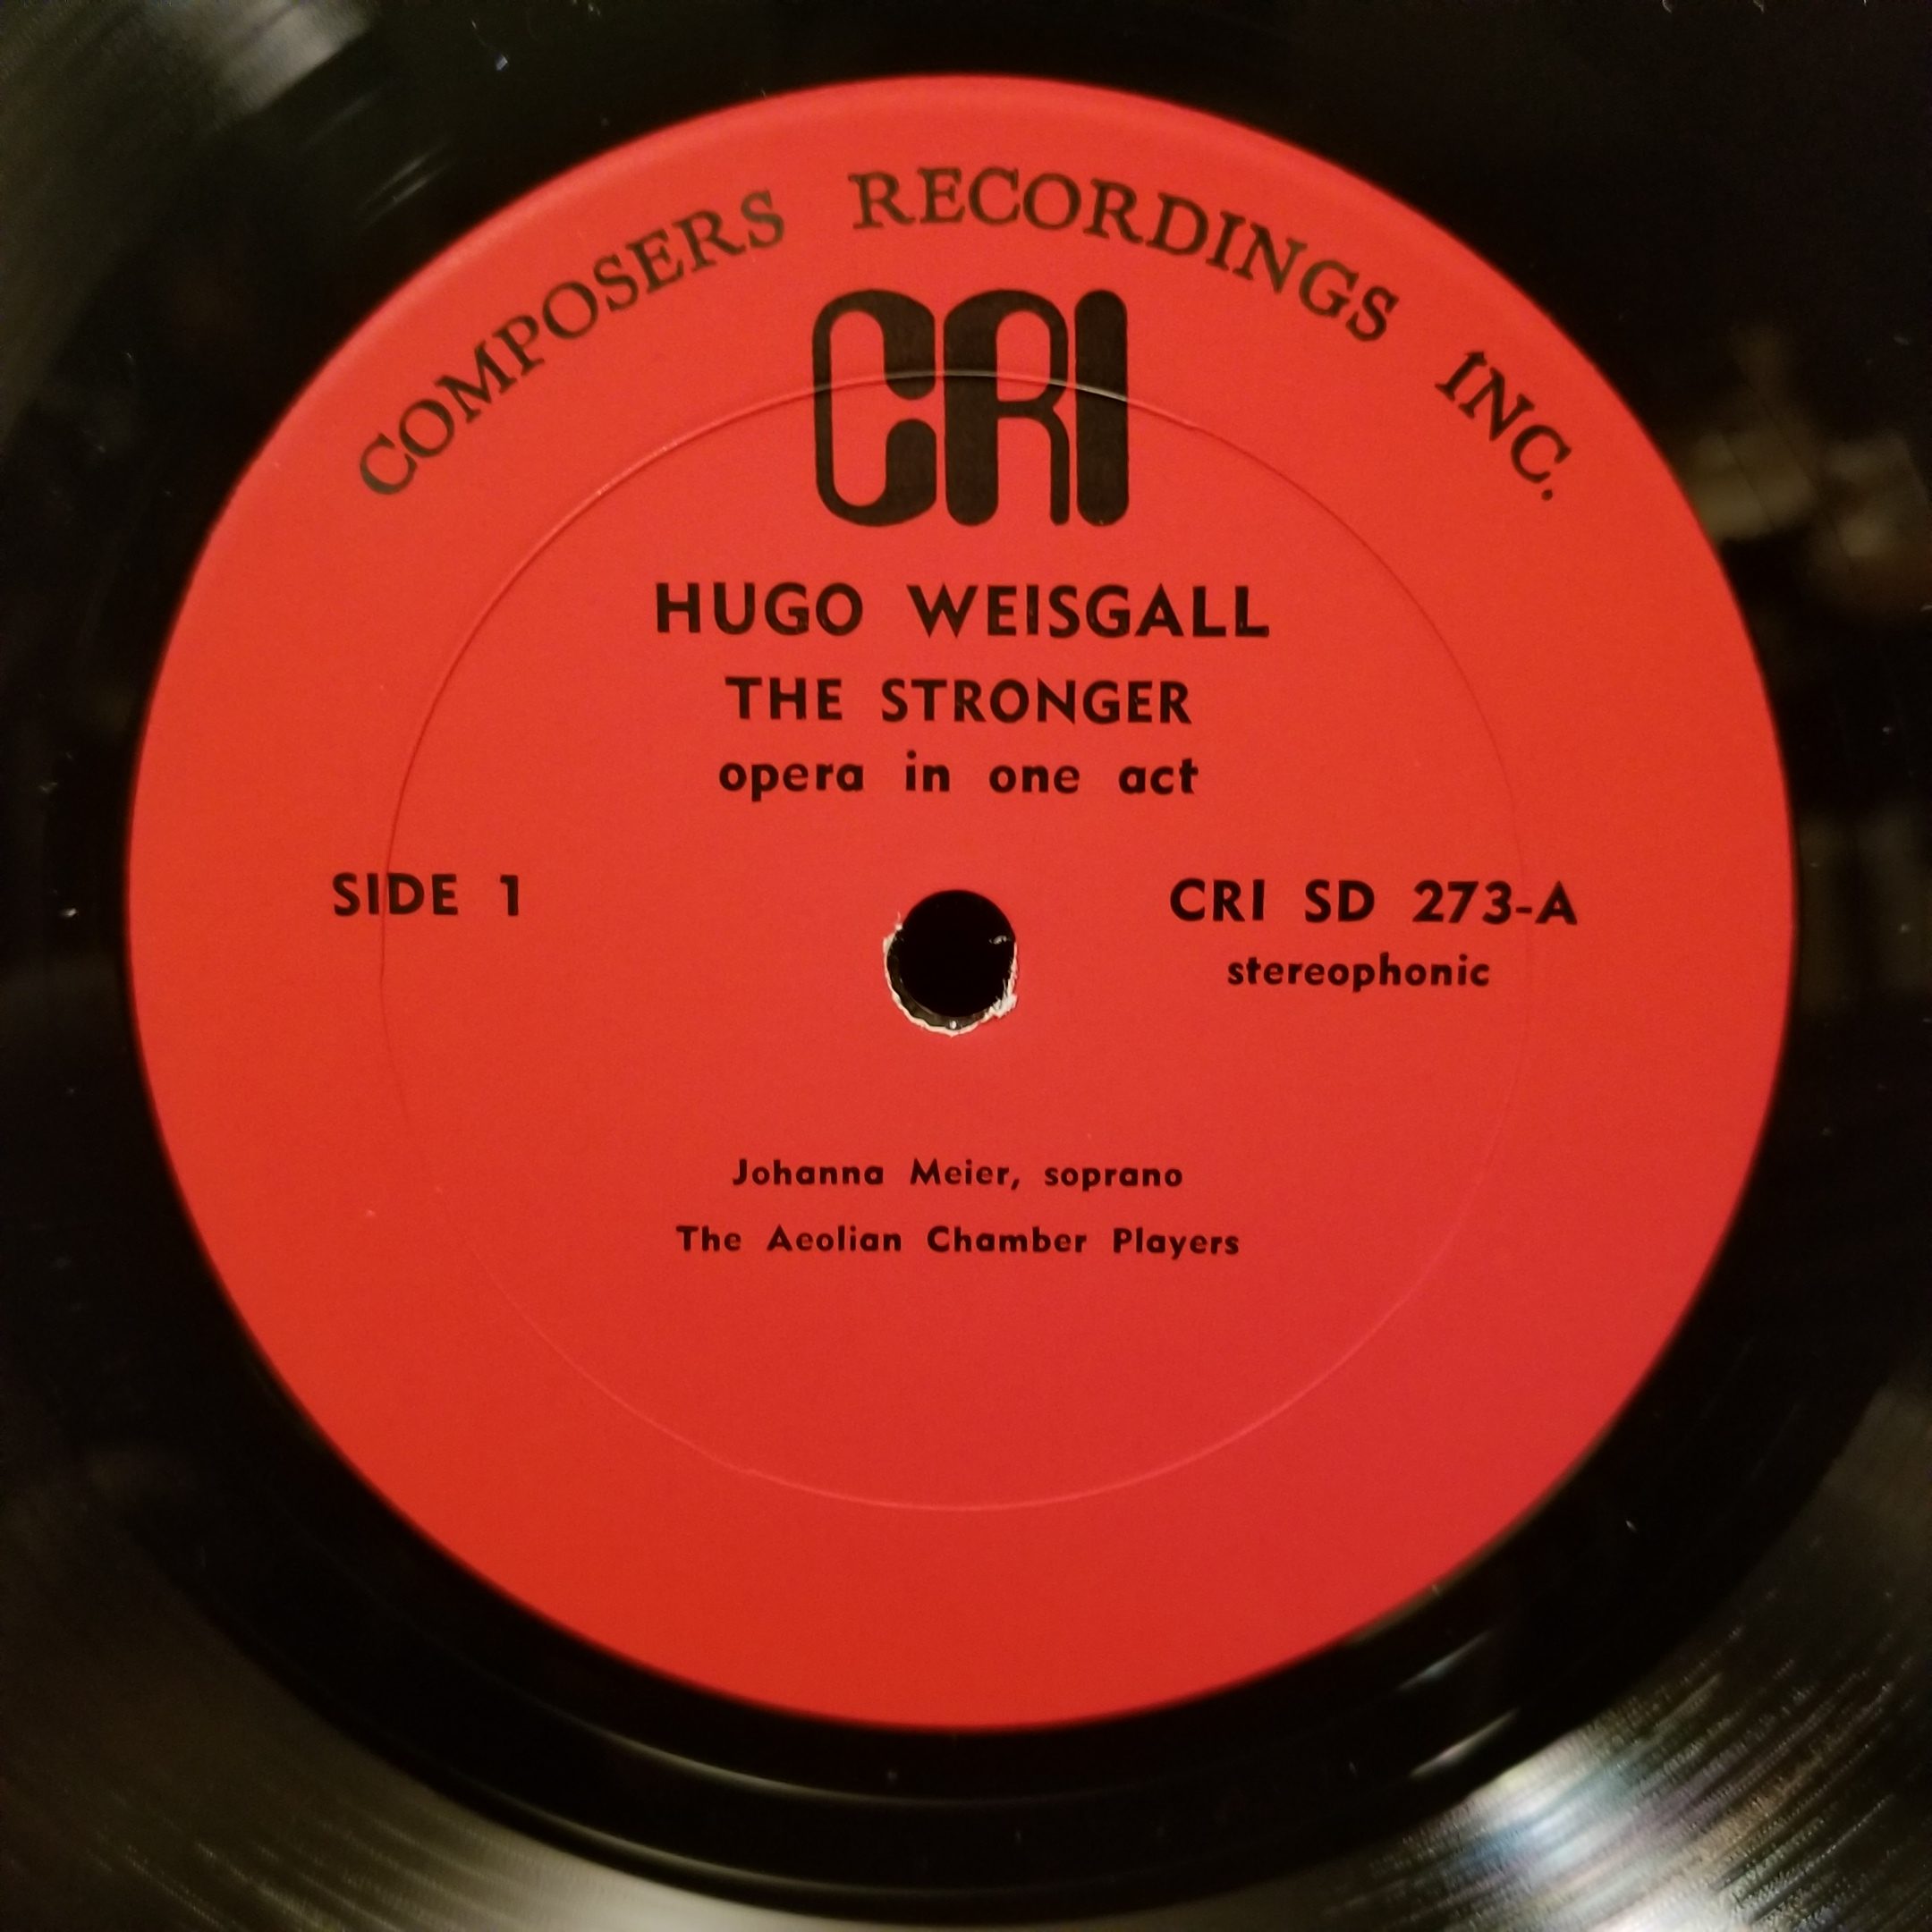 COMPOSERS RECORDINGS INC.
CRI
HUGO WEISGALL
THE STRONGER
opera in one act
SIDE 1
CRI SD 273-A
stereophonic
Johanna Meier, soprano
The Aeolian Chamber Players